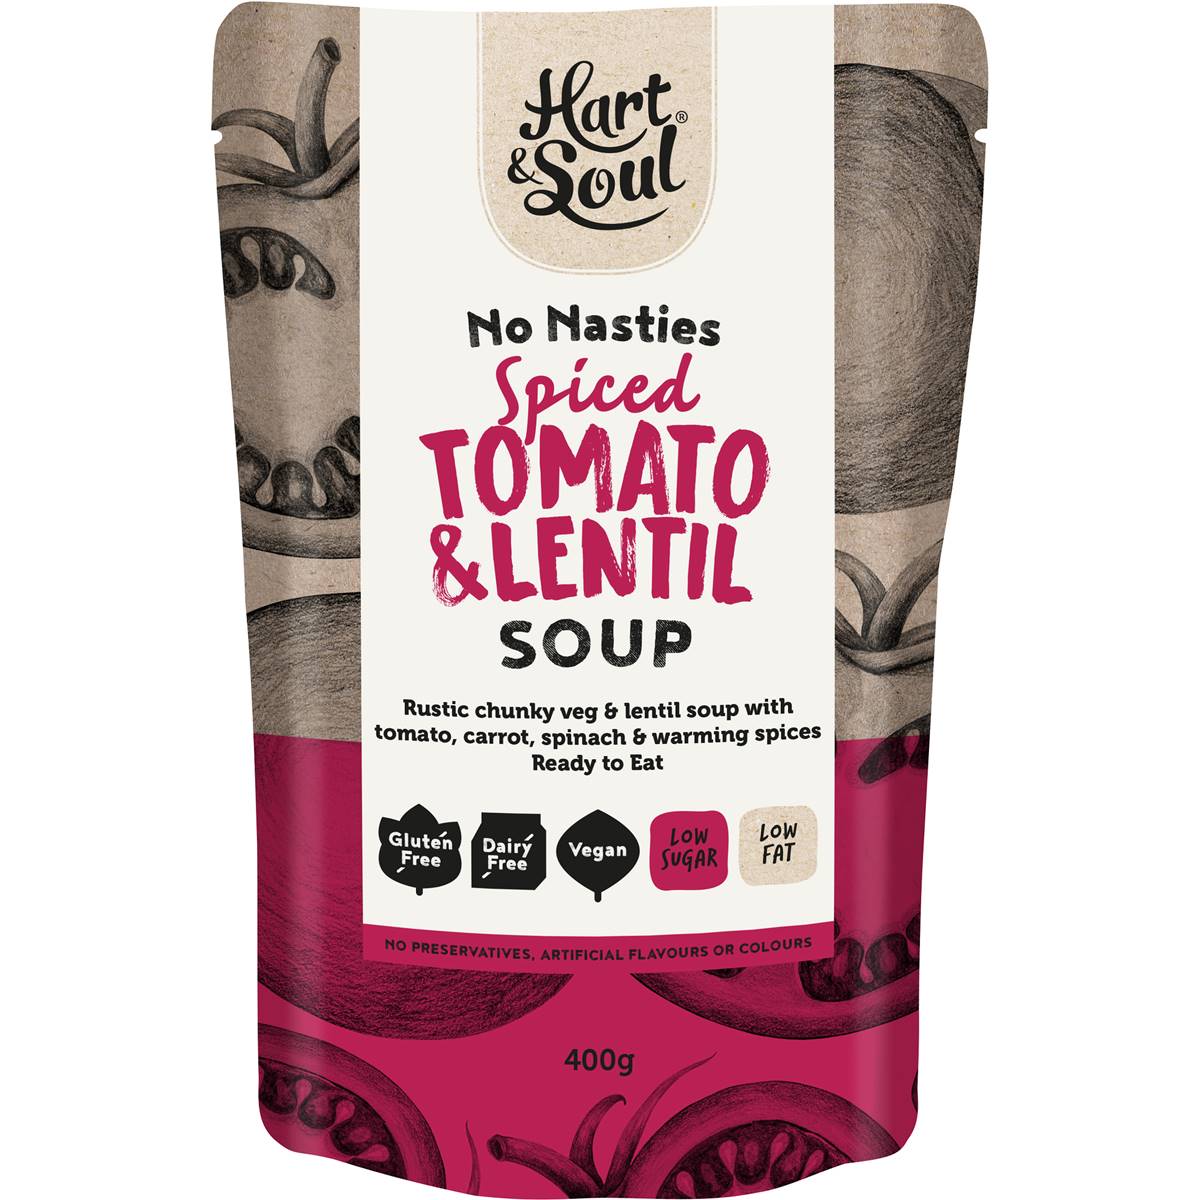 Hart
& Soul®
No Nasties
Spiced
TOMATO
& LENTIL
SOUP
Rustic chunky veg & lentil soup with
tomato, carrot, spinach & warming spices
Ready to Eat
Gluten
Free
Dairy
Free
Vegan
LOW
SUGAR
LOW
FAT
NO PRESERVATIVES, ARTIFICIAL FLAVOURS OR COLOURS
400g